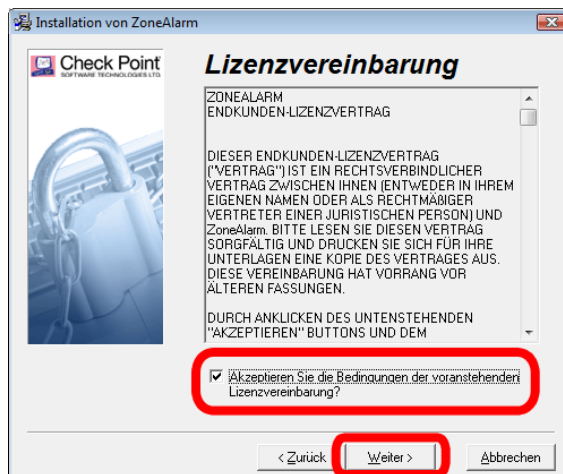 Installation von ZoneAlarm
Check Point
SOFTWARE TECHNOLOGIES LTD.
Lizenzvereinbarung
ZONEALARM
ENDKUNDEN-LIZENZVERTRAG
DIESER ENDKUNDEN-LIZENZVERTRAG
("VERTRAG") IST EIN RECHTSVERBINDLICHER
VERTRAG ZWISCHEN IHNEN (ENTWEDER IN IHREM
EIGENEN NAMEN ODER ALS RECHTMÄßIGER
VERTRETER EINER JURISTISCHEN PERSON) UND
ZoneAlarm. BITTE LESEN SIE DIESEN VERTRAG
SORGFÄLTIG UND DRUCKEN SIE SICH FÜR IHRE
UNTERLAGEN EINE KOPIE DES VERTRAGES AUS.
DIESE VEREINBARUNG HAT VORRANG VOR
ÄLTEREN FASSUNGEN.
DURCH ANKLICKEN DES UNTENSTEHENDEN
"AKZEPTIEREN" BUTTONS UND DEM
Akzeptieren Sie die Bedingungen der voranstehenden
Lizenzvereinbarung?
< Zurück
Weiter >
Abbrechen